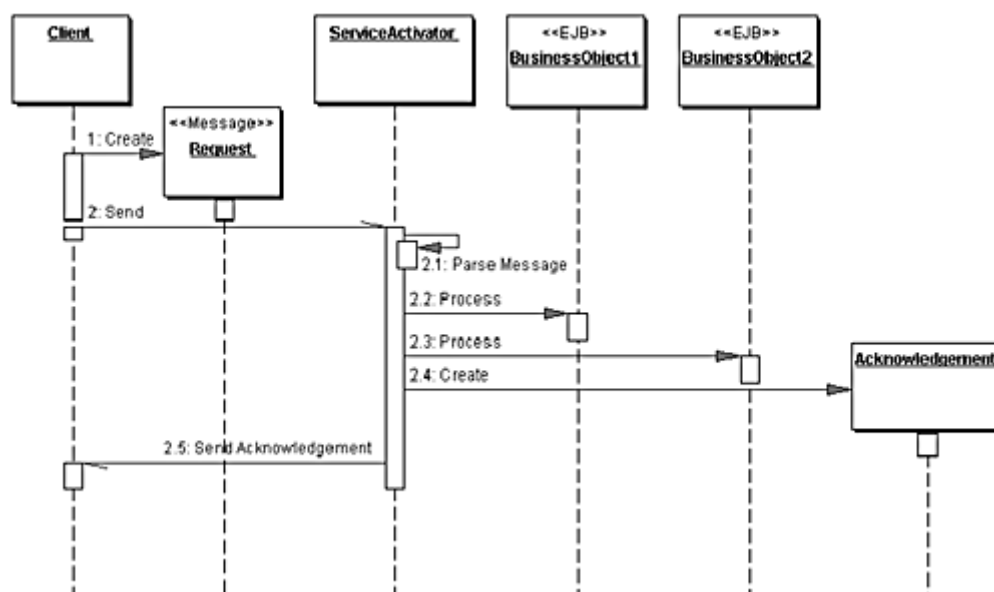 Client
ServiceActivator
<<EJB>>
BusinessObject1
<<EJB>>
BusinessObject2
1: Create
<<Message>>
Request
2: Send
2.1: Parse Message
2.2: Process
2.3: Process
2.4: Create
Acknowledgement
2.5: Send Acknowledgement